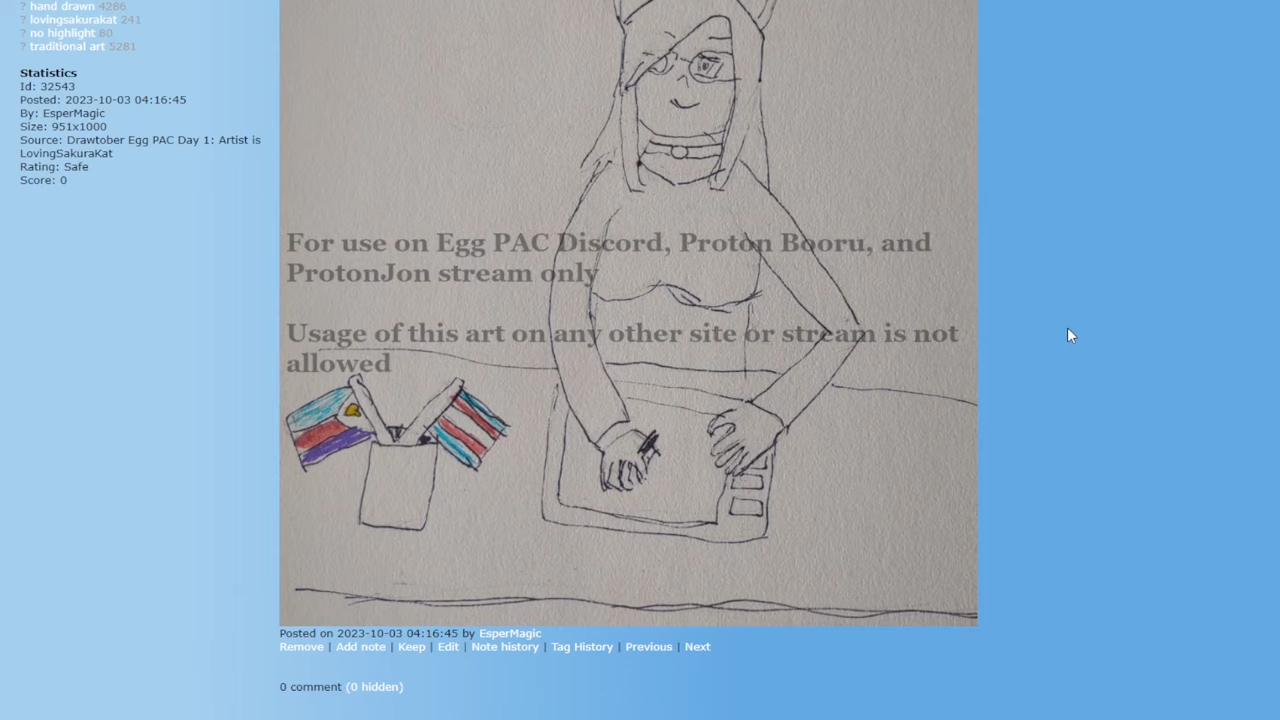 ? hand drawn 4286
? lovingsakurakat 241
? no highlight 80
? traditional art 5281
Statistics
Id: 32543
Posted: 2023-10-03 04:16:45
By: EsperMagic
Size: 951x1000
Source: Drawtober Egg PAC Day 1: Artist is
LovingSakuraKat
Rating: Safe
Score: 0
For use on Egg PAC Discord, Proton Booru, and
ProtonJon stream only
Usage of this art on any other site or stream is not
allowed
Posted on 2023-10-03 04:16:45 by EsperMagic
Remove | Add note | Keep | Edit | Note history | Tag History | Previous | Next
0 comment (0 hidden)